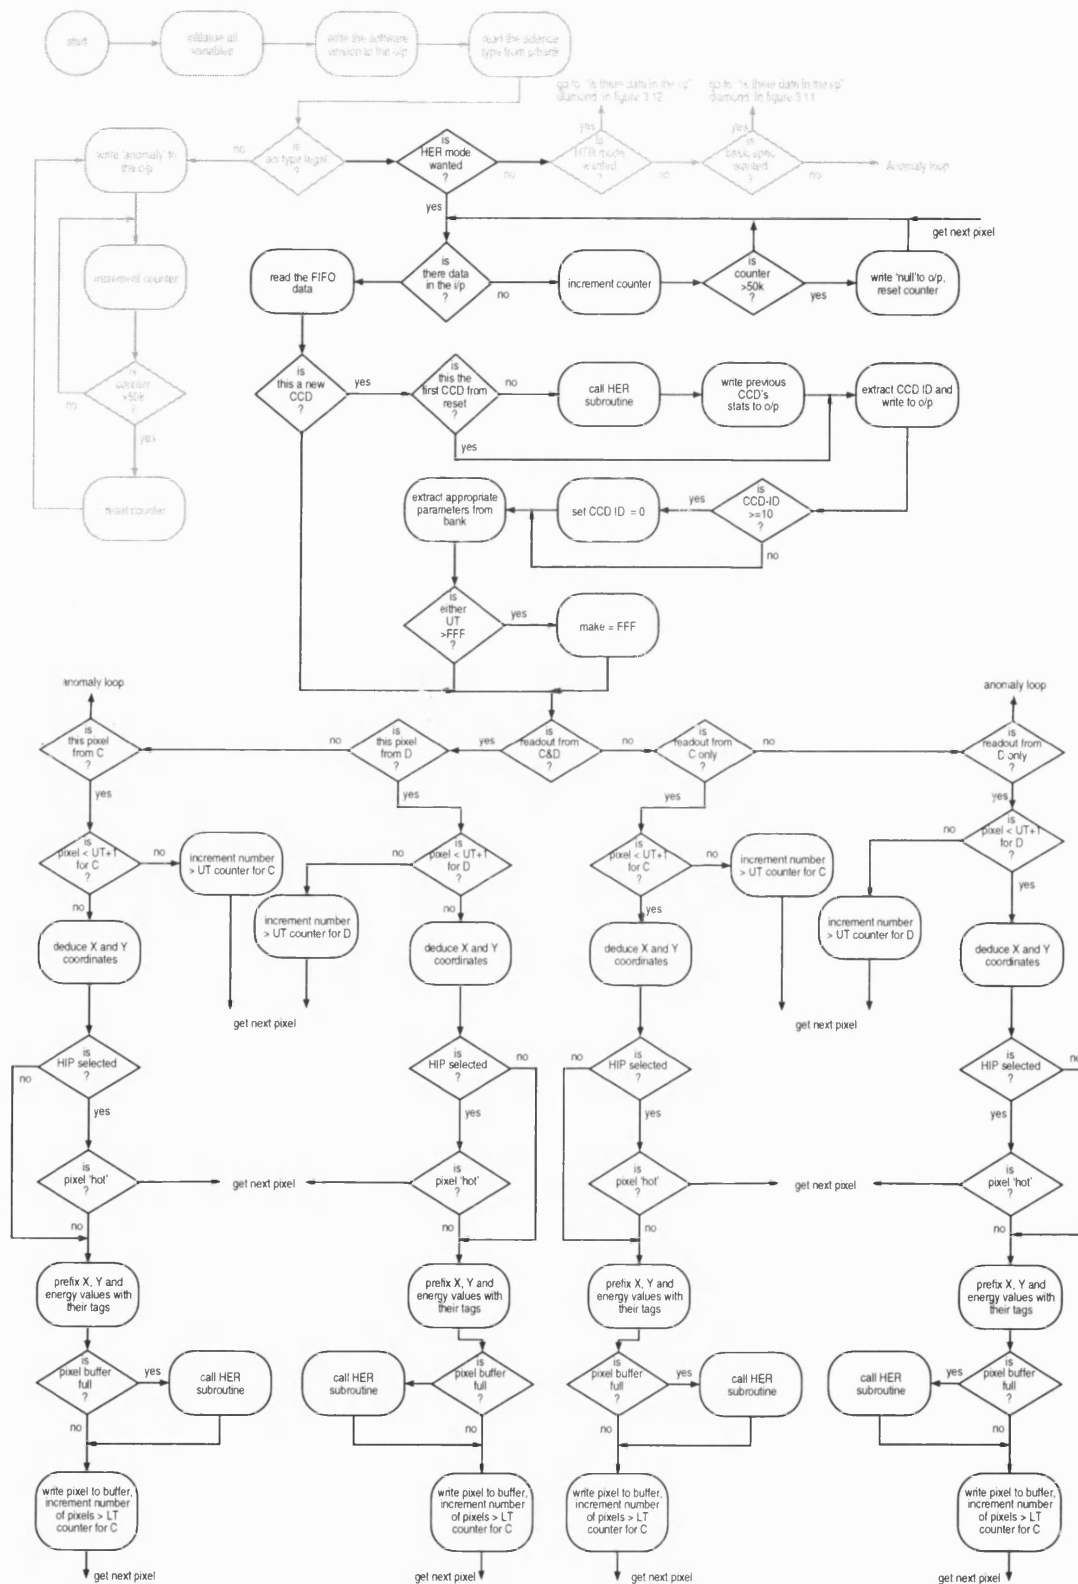 start
initialise all
variables
write the software
version to the o/p
read the science
type from p/bank
go to "is there data in the i/p"
diamond in figure 3.12
go to "is there data in the i/p"
diamond in figure 3.11
write 'anomaly' to
the o/p
no
is
sci-type legal
?
is
HER mode
wanted
?
no
yes
is
HTR mode
wanted
?
no
yes
is
basic spec
wanted
?
no
Anomaly loop
yes
get next pixel
increment counter
read the FIFO
data
is
there data
in the i/p
?
no
increment counter
is
counter
>50k
?
yes
write 'null' to o/p,
reset counter
is
counter
>50k
?
no
yes
reset counter
is
this a new
CCD
?
yes
is
this the
first CCD from
reset
?
no
yes
call HER
subroutine
write previous
CCD's
stats to o/p
extract CCD ID and
write to o/p
extract appropriate
parameters from
bank
set CCD ID = 0
yes
is
CCD-ID
>=10
?
no
is
either
UT
>FFF
?
yes
make = FFF
anomaly loop
anomaly loop
is
this pixel
from C
?
no
is
this pixel
from D
?
yes
is
readout from
C&D
?
no
is
readout from
C only
?
no
is
readout from
D only
?
yes
yes
yes
yes
is
pixel < UT+1
for C
?
no
increment number
> UT counter for C
no
is
pixel < UT+1
for D
?
is
pixel < UT+1
for C
?
no
increment number
> UT counter for C
no
is
pixel < UT+1
for D
?
no
increment number
> UT counter for D
no
yes
increment number
> UT counter for D
yes
deduce X and Y
coordinates
deduce X and Y
coordinates
deduce X and Y
coordinates
deduce X and Y
coordinates
get next pixel
get next pixel
is
HIP selected
?
no
yes
is
HIP selected
?
no
yes
is
HIP selected
?
no
yes
is
HIP selected
?
no
yes
is
pixel 'hot'
?
no
get next pixel
is
pixel 'hot'
?
no
is
pixel 'hot'
?
no
get next pixel
is
pixel 'hot'
?
no
prefix X, Y and
energy values with
their tags
prefix X, Y and
energy values with
their tags
prefix X, Y and
energy values with
their tags
prefix X, Y and
energy values with
their tags
is
pixel buffer
full
?
yes
no
call HER
subroutine
call HER
subroutine
is
pixel buffer
full
?
no
is
pixel buffer
full
?
yes
no
call HER
subroutine
call HER
subroutine
yes
is
pixel buffer
full
?
no
write pixel to buffer,
increment number
of pixels > LT
counter for C
write pixel to buffer,
increment number
of pixels > LT
counter for C
write pixel to buffer,
increment number
of pixels > LT
counter for C
write pixel to buffer,
increment number
of pixels > LT
counter for C
get next pixel
get next pixel
get next pixel
get next pixel